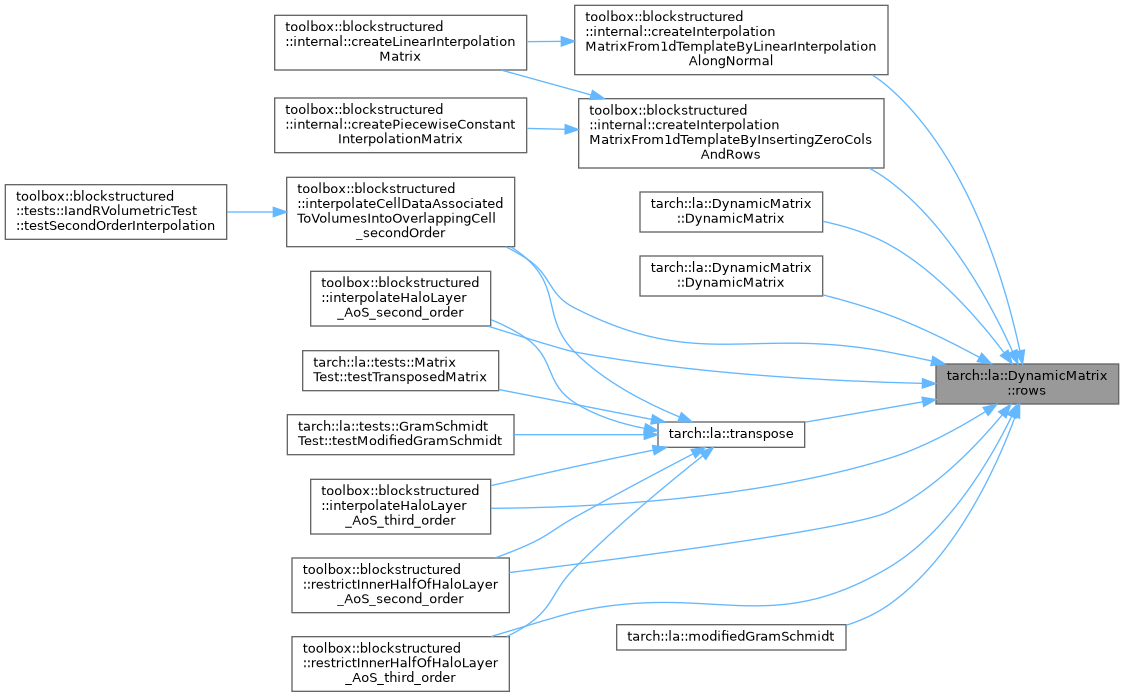 toolbox::blockstructured
::internal::createLinearInterpolation
Matrix
toolbox::blockstructured
::internal::createInterpolation
MatrixFrom1dTemplateByLinearInterpolation
AlongNormal
toolbox::blockstructured
::internal::createPiecewiseConstant
InterpolationMatrix
toolbox::blockstructured
::internal::createInterpolation
MatrixFrom1dTemplateByInsertingZeroCols
AndRows
toolbox::blockstructured
::tests::IandRVolumetricTest
::testSecondOrderInterpolation
toolbox::blockstructured
::interpolateCellDataAssociated
ToVolumesIntoOverlappingCell
_secondOrder
tarch::la::DynamicMatrix
::DynamicMatrix
tarch::la::DynamicMatrix
::DynamicMatrix
toolbox::blockstructured
::interpolateHaloLayer
_AoS_second_order
tarch::la::tests::Matrix
Test::testTransposedMatrix
tarch::la::DynamicMatrix
::rows
tarch::la::tests::GramSchmidt
Test::testModifiedGramSchmidt
tarch::la::transpose
toolbox::blockstructured
::interpolateHaloLayer
_AoS_third_order
toolbox::blockstructured
::restrictInnerHalfOfHaloLayer
_AoS_second_order
toolbox::blockstructured
::restrictInnerHalfOfHaloLayer
_AoS_third_order
tarch::la::modifiedGramSchmidt